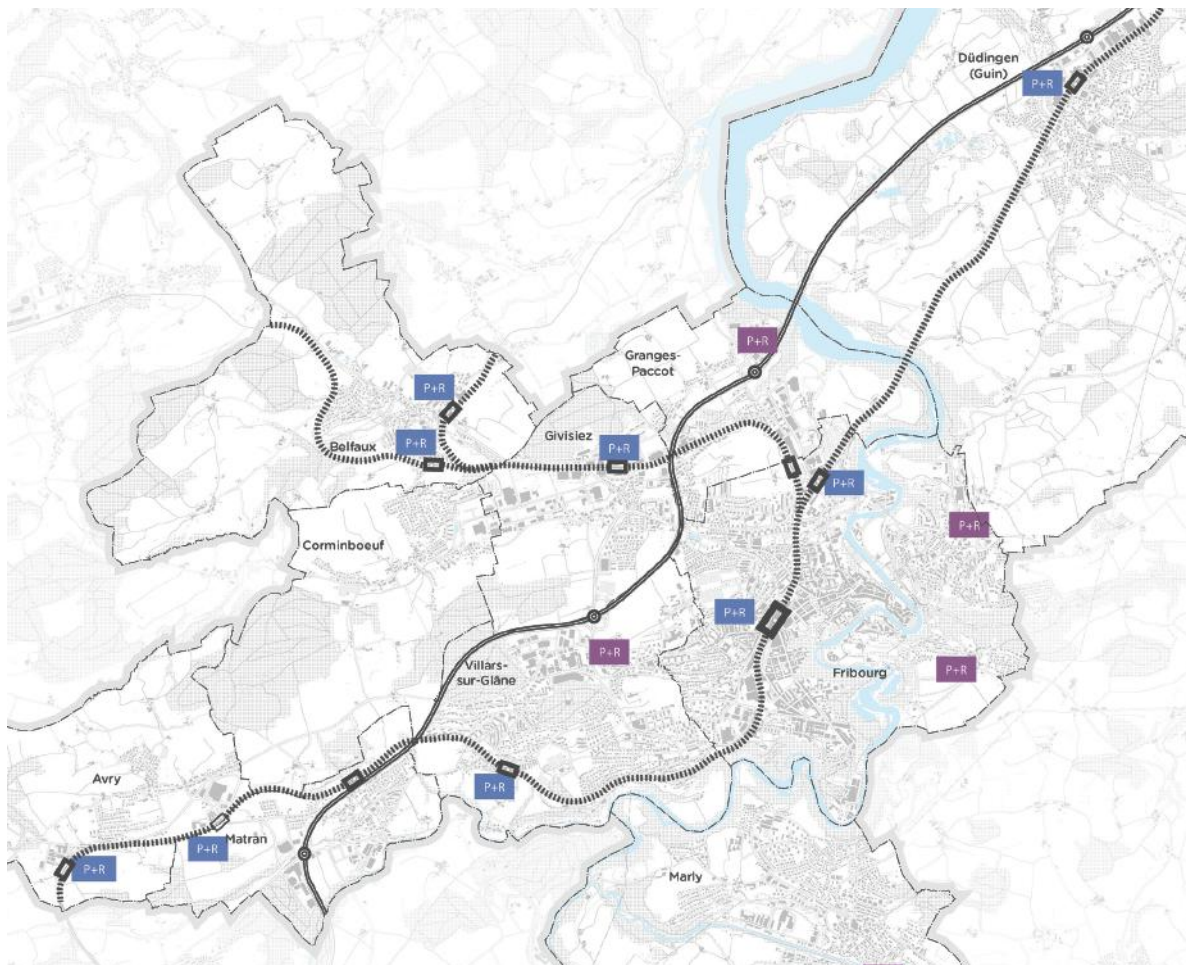 Düdingen
(Guin)
P+R
P+R
Granges-
Paccot
P+R
Givisiez
P+R
Belfaux
P+R
P+R
P+R
Corminboeuf
P+R
P+R
Villars-
sur-Glâne
P+R
Fribourg
P+R
Avry
P+R
Matran
P+R
P+R
Marly